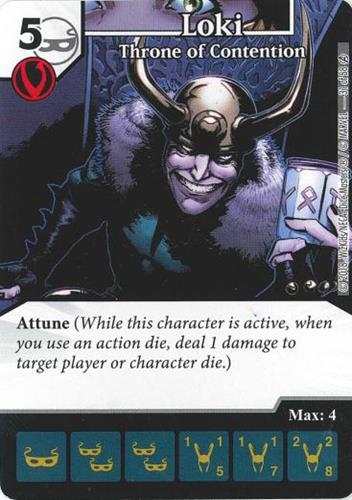 5
Loki
Throne of Contention
Attune (While this character is active, when
you use an action die, deal 1 damage to
target player or character die.)
Max: 4
1 5
1 7
2 2 8